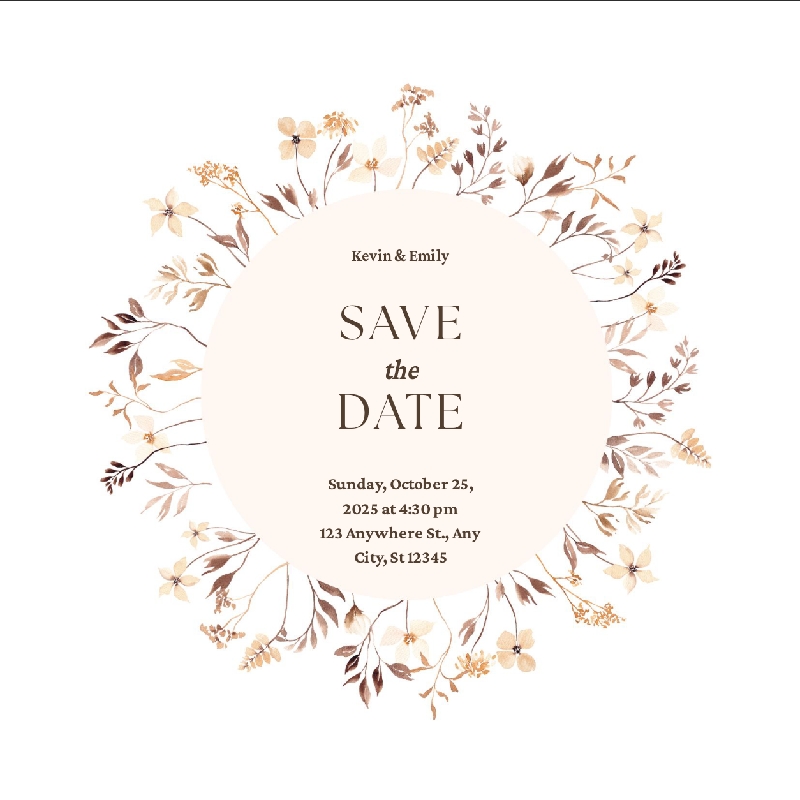 Kevin & Emily
SAVE
the
DATE
Sunday, October 25,
2025 at 4:30 pm
123 Anywhere St., Any
City, St 12345